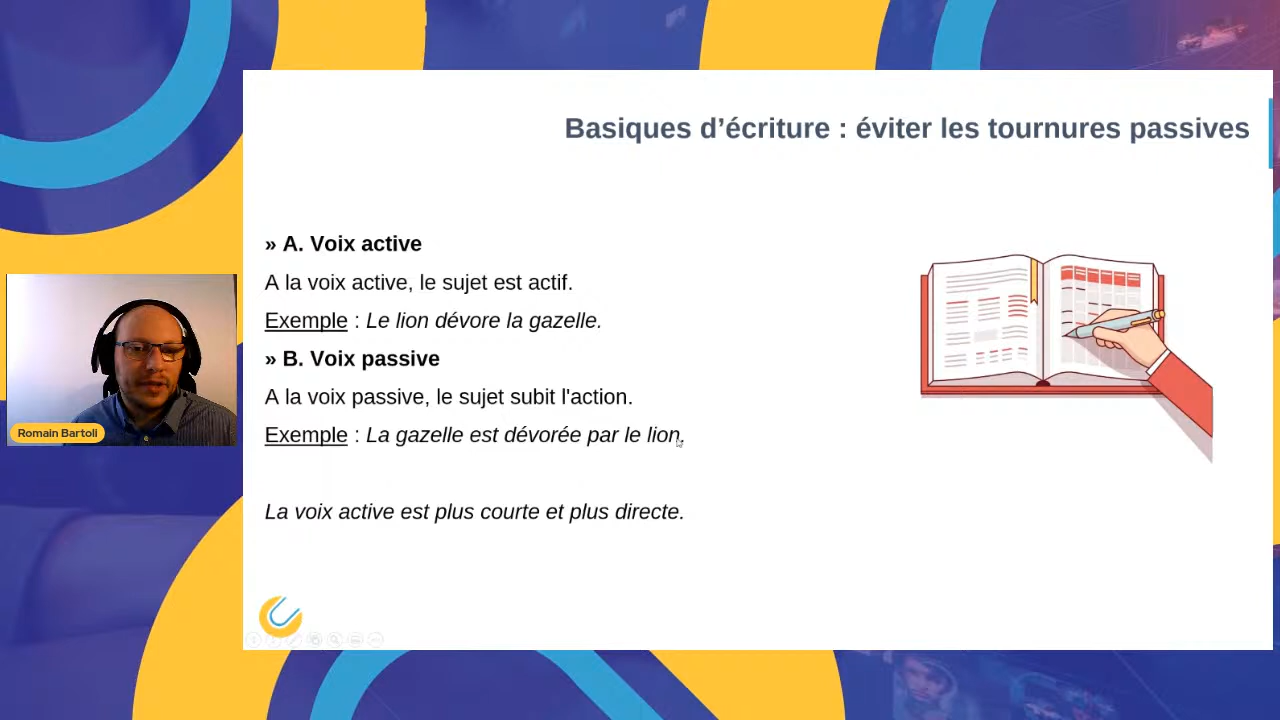 Basiques d’écriture : éviter les tournures passives
» A. Voix active
A la voix active, le sujet est actif.
Exemple : Le lion dévore la gazelle.
» B. Voix passive
A la voix passive, le sujet subit l'action.
Exemple : La gazelle est dévorée par le lion.
La voix active est plus courte et plus directe.
Romain Bartoli